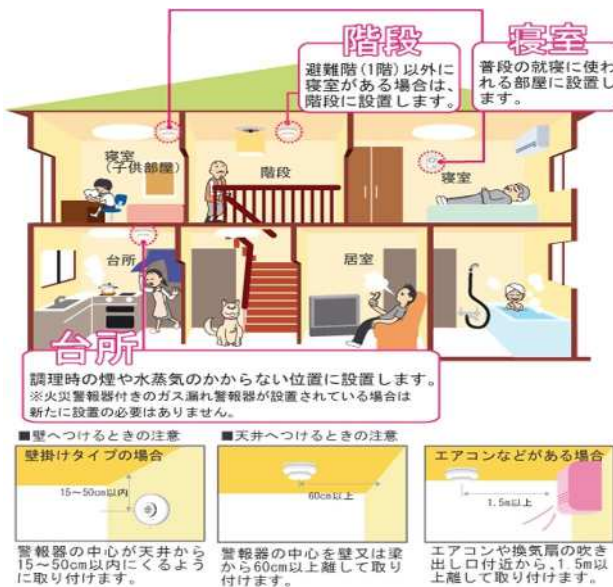 階段
避難階(1階)以外に
寝室がある場合は、
階段に設置します。
寝室
普段の就寝に使わ
れる部屋に設置し
ます。
寝室
(子供部屋)
階段
寝室
台所
居室
台所
調理時の煙や水蒸気のかからない位置に設置します。
※火災警報器付きのガス漏れ警報器が設置されている場合は
新たに設置の必要はありません。
■壁へつけるときの注意
壁掛けタイプの場合
15～50cm以内
警報器の中心が天井から
15～50cm以内にくるよう
に取り付けます。
■天井へつけるときの注意
60cm以上
警報器の中心を壁又は梁
から60cm以上離して取り
付けます。
エアコンなどがある場合
1.5m以上
エアコンや換気扇の吹き
出し口付近から、1.5m以
上離して取り付けます。